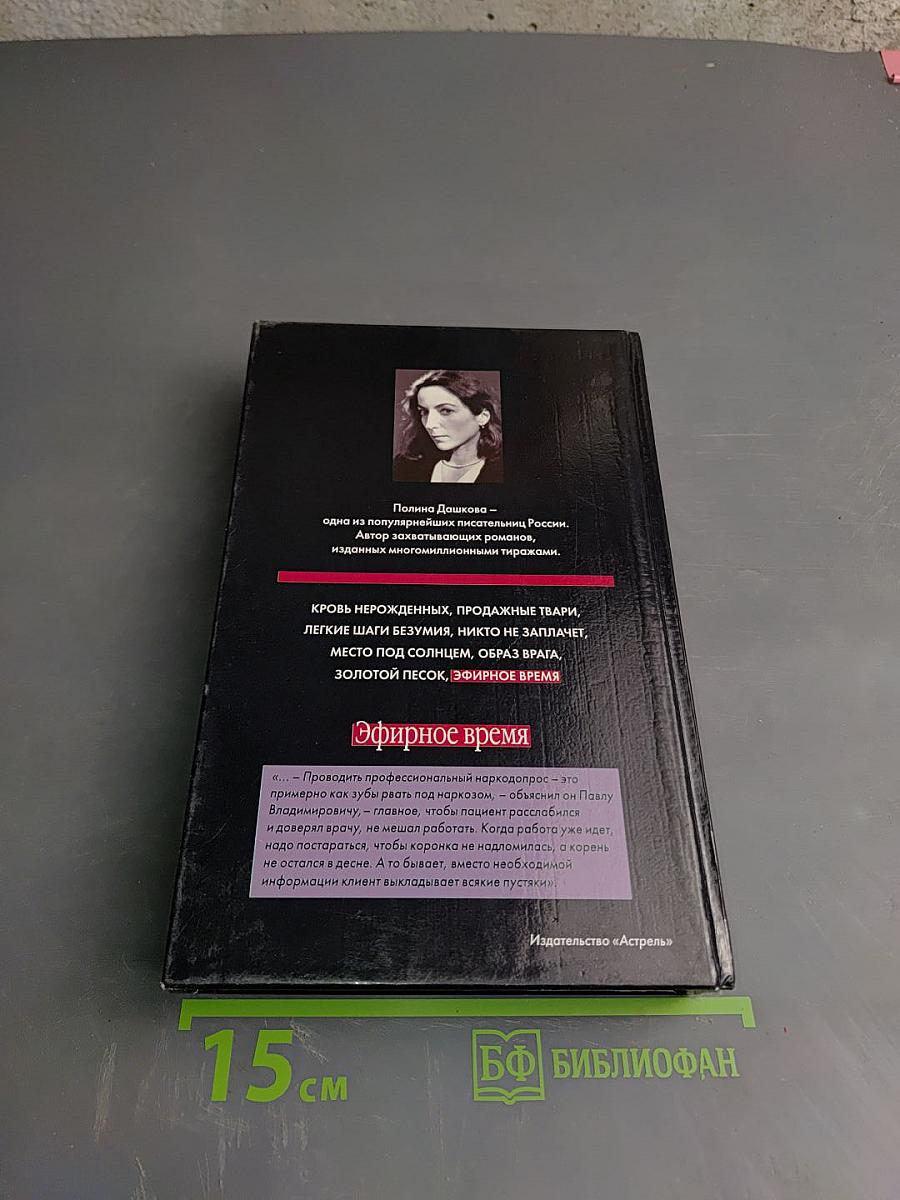 Полина Дашкова –
одна из популярнейших писательниц России.
Автор захватывающих романов,
изданных многомиллионными тиражами.
КРОВЬ НЕРОЖДЕННЫХ, ПРОДАЖНЫЕ ТВАРИ,
ЛЕГКИЕ ШАГИ БЕЗУМИЯ, НИКТО НЕ ЗАПЛАЧЕТ,
МЕСТО ПОД СОЛНЦЕМ, ОБРАЗ ВРАГА,
ЗОЛОТОЙ ПЕСОК, ЭФИРНОЕ ВРЕМЯ
Эфирное время
«... – Проводить профессиональный наркодопрос – это
примерно как зубы рвать под наркозом, – объяснил он Павлу
Владимировичу, – главное, чтобы пациент расслабился
и доверял врачу, не мешал работать. Когда работа уже идет,
надо постараться, чтобы коронка не надломилась, а корень
не остался в десне. А то бывает, вместо необходимой
информации клиент выкладывает всякие пустяки».
Издательство «Астрель»
15 см
БФ БИБЛИОФАН